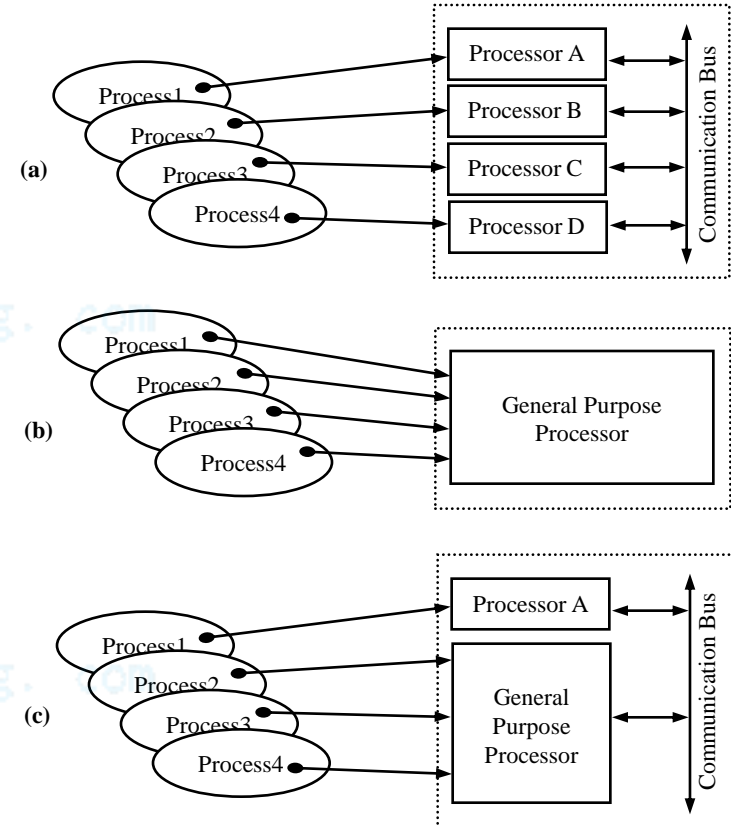 Processor A
Process1
Processor B
Process2
Communication Bus
(a)
Process3
Processor C
Process4
Processor D
Process1
Process2
General Purpose
Processor
(b)
Process3
Process4
Processor A
Process1
Process2
Communication Bus
(c)
Process3
General
Purpose
Processor
Process4